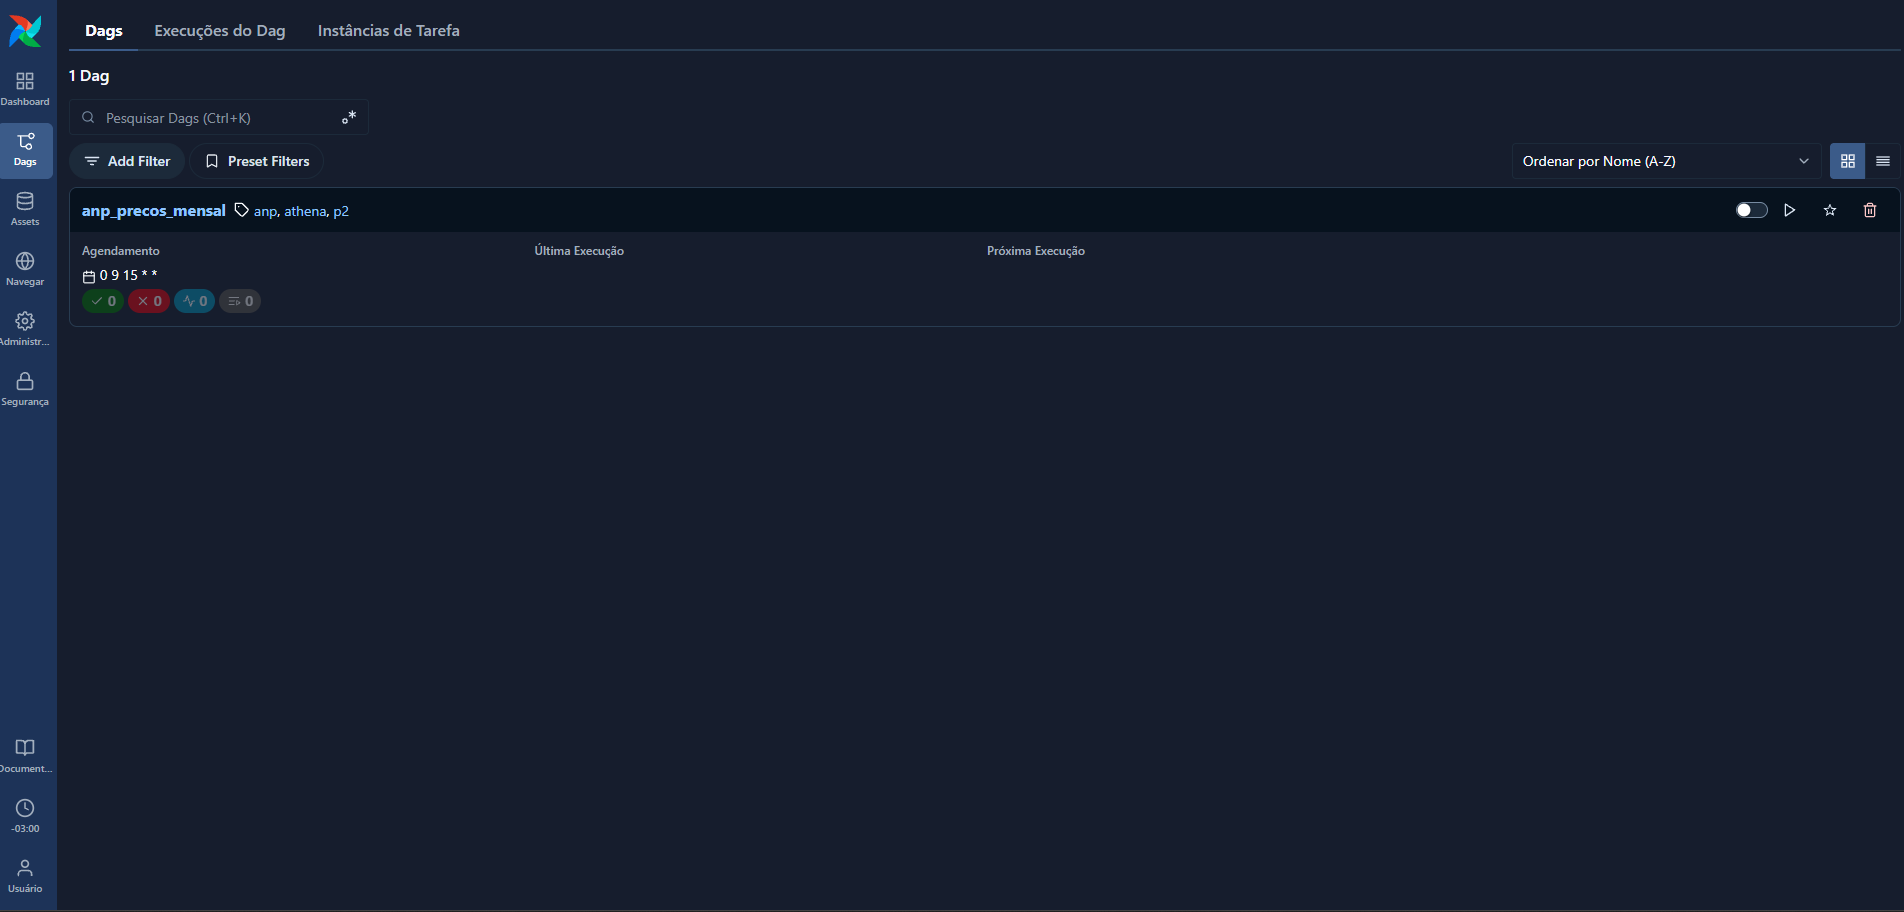 Dags Execuções do Dag Instâncias de Tarefa
1 Dag
Pesquisar Dags (Ctrl+K) .*
Add Filter Preset Filters Ordenar por Nome (A-Z)
anp_precos_mensal anp, athena, p2
Agendamento Última Execução Próxima Execução
0 9 15 * *
0 0 0 0
Dashboard
Dags
Assets
Navegar
Administr...
Segurança
Document...
-03:00
Usuário